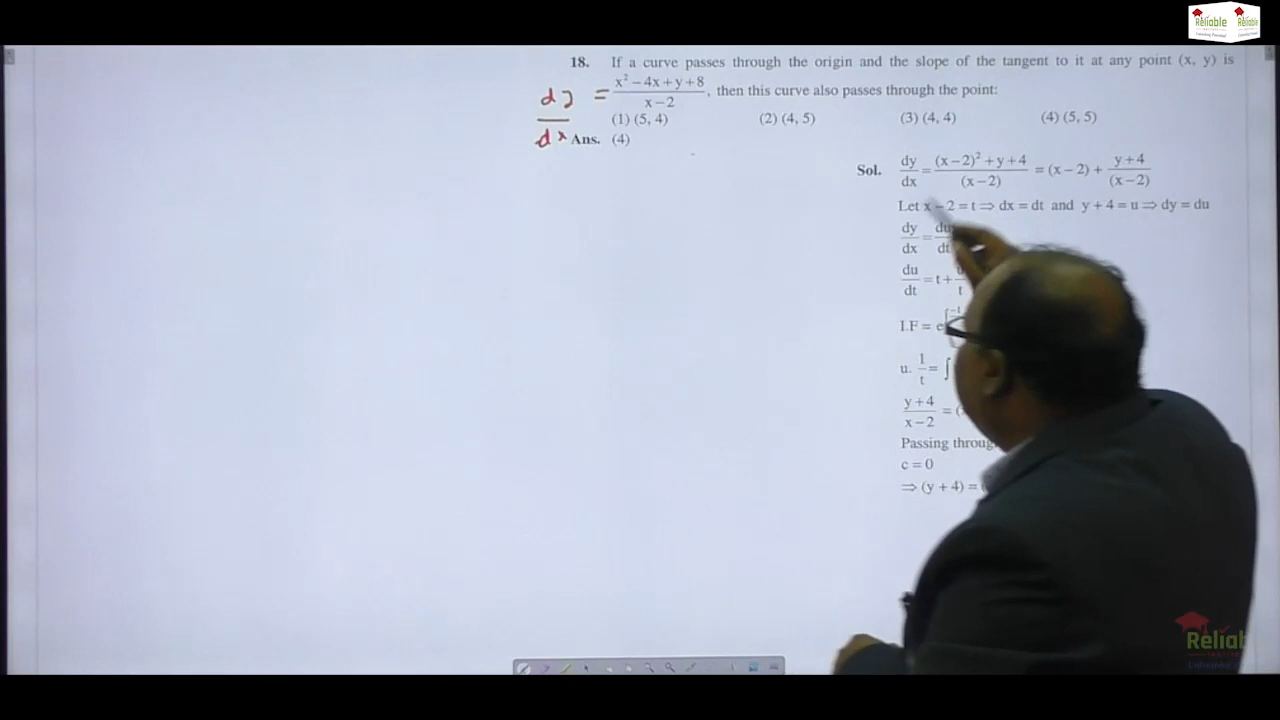 Reliable Reliable
18. If a curve passes through the origin and the slope of the tangent to it at any point (x, y) is
dy/dx = (x² − 4x + y + 8)/(x − 2), then this curve also passes through the point:
(1) (5, 4) (2) (4, 5) (3) (4, 4) (4) (5, 5)
Ans. (4)
Sol. dy/dx = ((x − 2)² + y + 4)/(x − 2) = (x − 2) + (y + 4)/(x − 2)
Let x − 2 = t ⇒ dx = dt and y + 4 = u ⇒ dy = du
dy/dx = du/dt
du/dt = t + u/t
I.F = e
u. 1/t = ∫
(y + 4)/(x − 2) = (
Passing throug
c = 0
⇒ (y + 4) =
Reliab